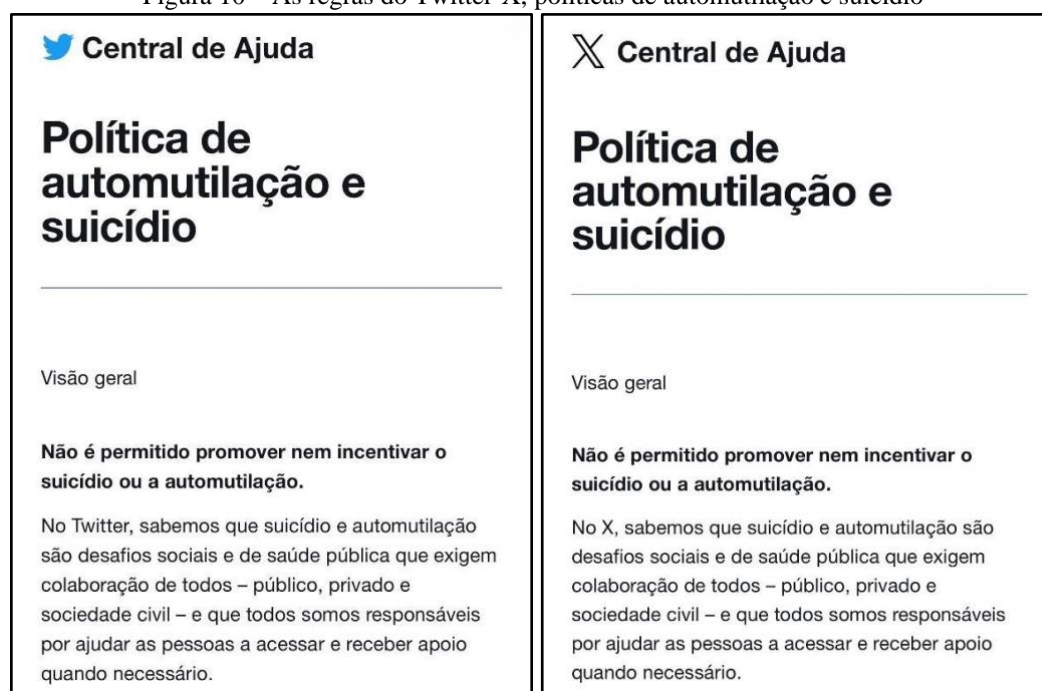 Figura 10 – As regras do Twitter-X, políticas de automutilação e suicídio
Central de Ajuda
Política de
automutilação e
suicídio
Visão geral
Não é permitido promover nem incentivar o
suicídio ou a automutilação.
No Twitter, sabemos que suicídio e automutilação
são desafios sociais e de saúde pública que exigem
colaboração de todos – público, privado e
sociedade civil – e que todos somos responsáveis
por ajudar as pessoas a acessar e receber apoio
quando necessário.
Central de Ajuda
Política de
automutilação e
suicídio
Visão geral
Não é permitido promover nem incentivar o
suicídio ou a automutilação.
No X, sabemos que suicídio e automutilação são
desafios sociais e de saúde pública que exigem
colaboração de todos – público, privado e
sociedade civil – e que todos somos responsáveis
por ajudar as pessoas a acessar e receber apoio
quando necessário.